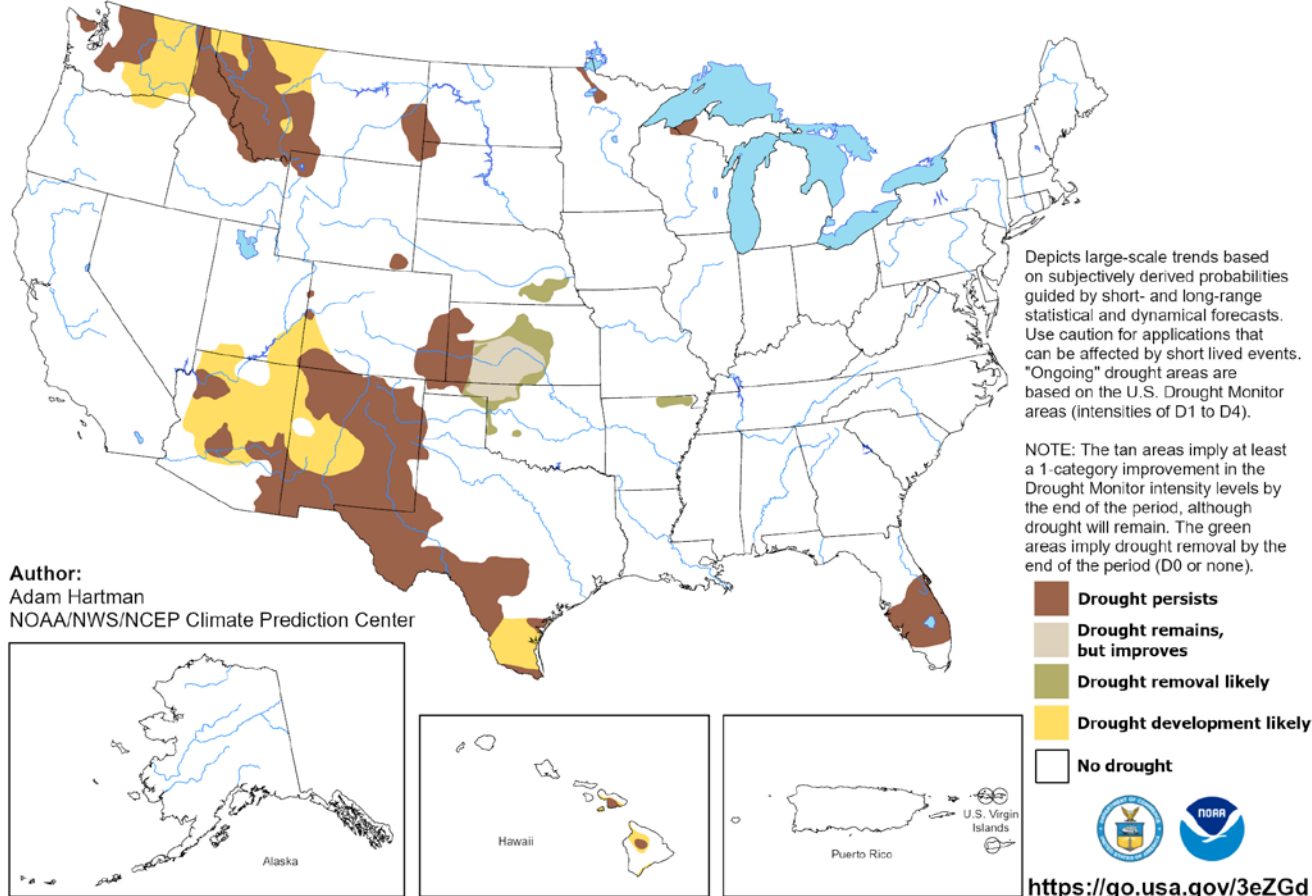 Depicts large-scale trends based
on subjectively derived probabilities
guided by short- and long-range
statistical and dynamical forecasts.
Use caution for applications that
can be affected by short lived events.
"Ongoing" drought areas are
based on the U.S. Drought Monitor
areas (intensities of D1 to D4).
NOTE: The tan areas imply at least
a 1-category improvement in the
Drought Monitor intensity levels by
the end of the period, although
drought will remain. The green
areas imply drought removal by the
end of the period (D0 or none).
Author:
Adam Hartman
NOAA/NWS/NCEP Climate Prediction Center
Drought persists
Drought remains,
but improves
Drought removal likely
Drought development likely
No drought
Alaska
Hawaii
Puerto Rico
U.S. Virgin
Islands
NOAA
https://go.usa.gov/3eZGd